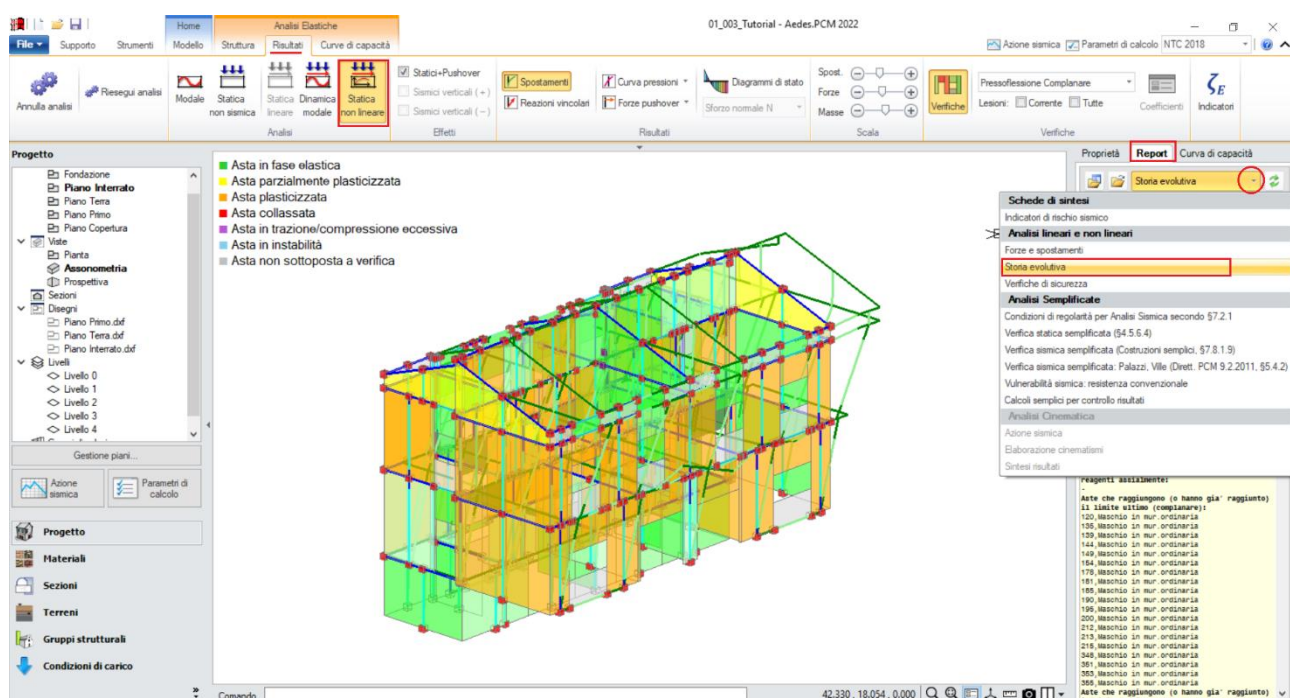 01_003_Tutorial - Aedes.PCM 2022
Home
Analisi Elastiche
File
Supporto
Strumenti
Modello
Struttura
Risultati
Curve di capacità
Azione sismica
Parametri di calcolo
NTC 2018
Annulla analisi
Riesegui analisi
Modale
Statica non sismica
Statica lineare
Dinamica modale
Statica non lineare
Analisi
Statici+Pushover
Sismici verticali (+)
Sismici verticali (−)
Effetti
Spostamenti
Reazioni vincolari
Curva pressioni
Forze pushover
Diagrammi di stato
Sforzo normale N
Risultati
Spost.
Forze
Masse
Scala
Verifiche
Pressoflessione Complanare
Lesioni:
Corrente
Tutte
Coefficienti
Indicatori
ζE
Verifiche
Progetto
Fondazione
Piano Interrato
Piano Terra
Piano Primo
Piano Copertura
Viste
Pianta
Assonometria
Prospettiva
Sezioni
Disegni
Piano Primo.dxf
Piano Terra.dxf
Piano Interrato.dxf
Livelli
Livello 0
Livello 1
Livello 2
Livello 3
Livello 4
Gestione piani...
Azione sismica
Parametri di calcolo
Progetto
Materiali
Sezioni
Terreni
Gruppi strutturali
Condizioni di carico
Asta in fase elastica
Asta parzialmente plasticizzata
Asta plasticizzata
Asta collassata
Asta in trazione/compressione eccessiva
Asta in instabilità
Asta non sottoposta a verifica
Comando
42.330 , 18.054 , 0.000
Proprietà
Report
Curva di capacità
Storia evolutiva
Schede di sintesi
Indicatori di rischio sismico
Analisi lineari e non lineari
Forze e spostamenti
Storia evolutiva
Verifiche di sicurezza
Analisi Semplificate
Condizioni di regolarità per Analisi Sismica secondo §7.2.1
Verifica statica semplificata (§4.5.6.4)
Verifica sismica semplificata (Costruzioni semplici, §7.8.1.9)
Verifica sismica semplificata: Palazzi, Ville (Dirett. PCM 9.2.2011, §5.4.2)
Vulnerabilità sismica: resistenza convenzionale
Calcoli semplici per controllo risultati
Analisi Cinematica
Azione sismica
Elaborazione cinematismi
Sintesi risultati
reagenti assialmente:
-
Aste che raggiungono (o hanno gia' raggiunto)
il limite ultimo (complanare):
120,Maschio in mur.ordinaria
135,Maschio in mur.ordinaria
139,Maschio in mur.ordinaria
144,Maschio in mur.ordinaria
149,Maschio in mur.ordinaria
154,Maschio in mur.ordinaria
178,Maschio in mur.ordinaria
181,Maschio in mur.ordinaria
185,Maschio in mur.ordinaria
190,Maschio in mur.ordinaria
195,Maschio in mur.ordinaria
200,Maschio in mur.ordinaria
212,Maschio in mur.ordinaria
213,Maschio in mur.ordinaria
215,Maschio in mur.ordinaria
348,Maschio in mur.ordinaria
351,Maschio in mur.ordinaria
353,Maschio in mur.ordinaria
355,Maschio in mur.ordinaria
Aste che raggiungono (o hanno gia' raggiunto)